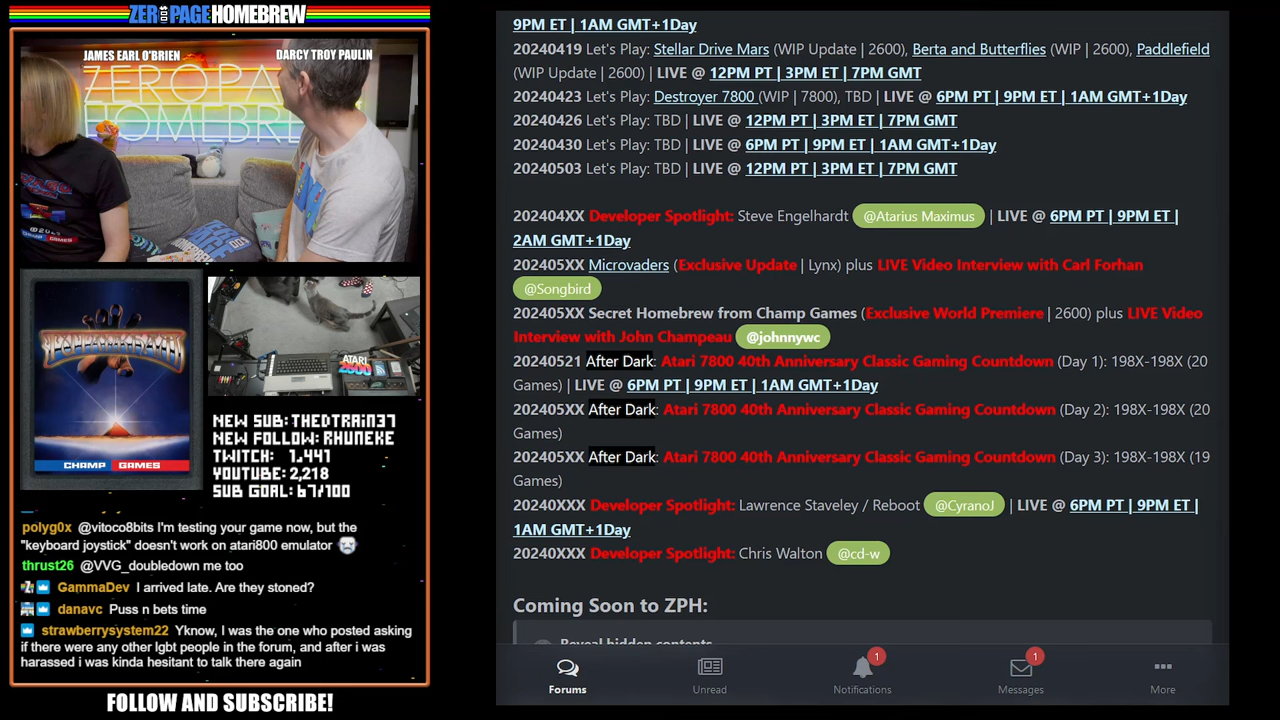 ZEROPAGE HOMEBREW
JAMES EARL O'BRIEN
DARCY TROY PAULIN
ZEROPA
HOMEBRE
CHAMP GAMES
ATARI
2600
NEW SUB: THEDTRAIN37
NEW FOLLOW: RHUNEKE
TWITCH: 1,441
YOUTUBE: 2,218
SUB GOAL: 67/100
polyg0x @vitoco8bits I'm testing your game now, but the
"keyboard joystick" doesn't work on atari800 emulator
thrust26 @VVG_doubledown me too
GammaDev I arrived late. Are they stoned?
danavc Puss n bets time
strawberrysystem22 Yknow, I was the one who posted asking
if there were any other lgbt people in the forum, and after i was
harassed i was kinda hesitant to talk there again
FOLLOW AND SUBSCRIBE!
9PM ET | 1AM GMT+1Day
20240419 Let's Play: Stellar Drive Mars (WIP Update | 2600), Berta and Butterflies (WIP | 2600), Paddlefield
(WIP Update | 2600) | LIVE @ 12PM PT | 3PM ET | 7PM GMT
20240423 Let's Play: Destroyer 7800 (WIP | 7800), TBD | LIVE @ 6PM PT | 9PM ET | 1AM GMT+1Day
20240426 Let's Play: TBD | LIVE @ 12PM PT | 3PM ET | 7PM GMT
20240430 Let's Play: TBD | LIVE @ 6PM PT | 9PM ET | 1AM GMT+1Day
20240503 Let's Play: TBD | LIVE @ 12PM PT | 3PM ET | 7PM GMT
202404XX Developer Spotlight: Steve Engelhardt @Atarius Maximus | LIVE @ 6PM PT | 9PM ET |
2AM GMT+1Day
202405XX Microvaders (Exclusive Update | Lynx) plus LIVE Video Interview with Carl Forhan
@Songbird
202405XX Secret Homebrew from Champ Games (Exclusive World Premiere | 2600) plus LIVE Video
Interview with John Champeau @johnnywc
20240521 After Dark: Atari 7800 40th Anniversary Classic Gaming Countdown (Day 1): 198X-198X (20
Games) | LIVE @ 6PM PT | 9PM ET | 1AM GMT+1Day
202405XX After Dark: Atari 7800 40th Anniversary Classic Gaming Countdown (Day 2): 198X-198X (20
Games)
202405XX After Dark: Atari 7800 40th Anniversary Classic Gaming Countdown (Day 3): 198X-198X (19
Games)
20240XXX Developer Spotlight: Lawrence Staveley / Reboot @CyranoJ | LIVE @ 6PM PT | 9PM ET |
1AM GMT+1Day
20240XXX Developer Spotlight: Chris Walton @cd-w
Coming Soon to ZPH:
Reveal hidden contents
1 1
Forums Unread Notifications Messages More